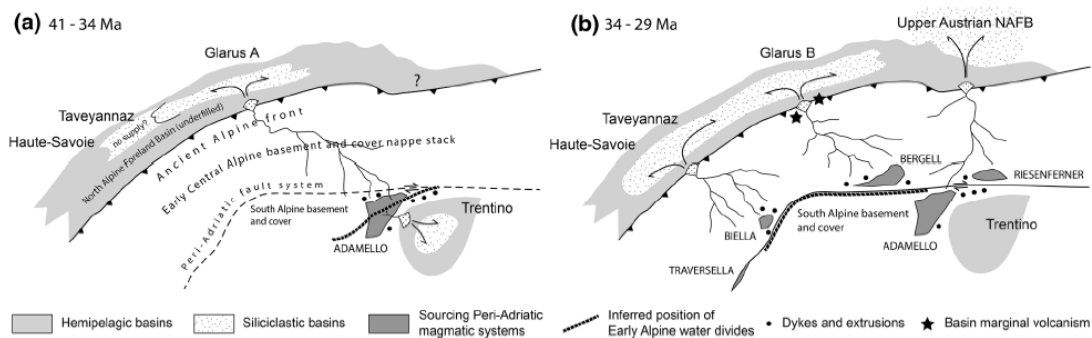 (a) 41 - 34 Ma
Glarus A
?
Taveyannaz
Haute-Savoie
no supply?
North Alpine Foreland Basin (underfilled)
Ancient Alpine front
Early Central Alpine basement and cover nappe stack
Peri-Adriatic fault system
South Alpine basement
and cover
ADAMELLO
Trentino
(b) 34 - 29 Ma
Upper Austrian NAFB
Glarus B
Taveyannaz
Haute-Savoie
BERGELL
RIESENFERNER
South Alpine basement
and cover
Trentino
BIELLA
ADAMELLO
TRAVERSELLA
Hemipelagic basins
Siliciclastic basins
Sourcing Peri-Adriatic
magmatic systems
Inferred position of
Early Alpine water divides
Dykes and extrusions
Basin marginal volcanism